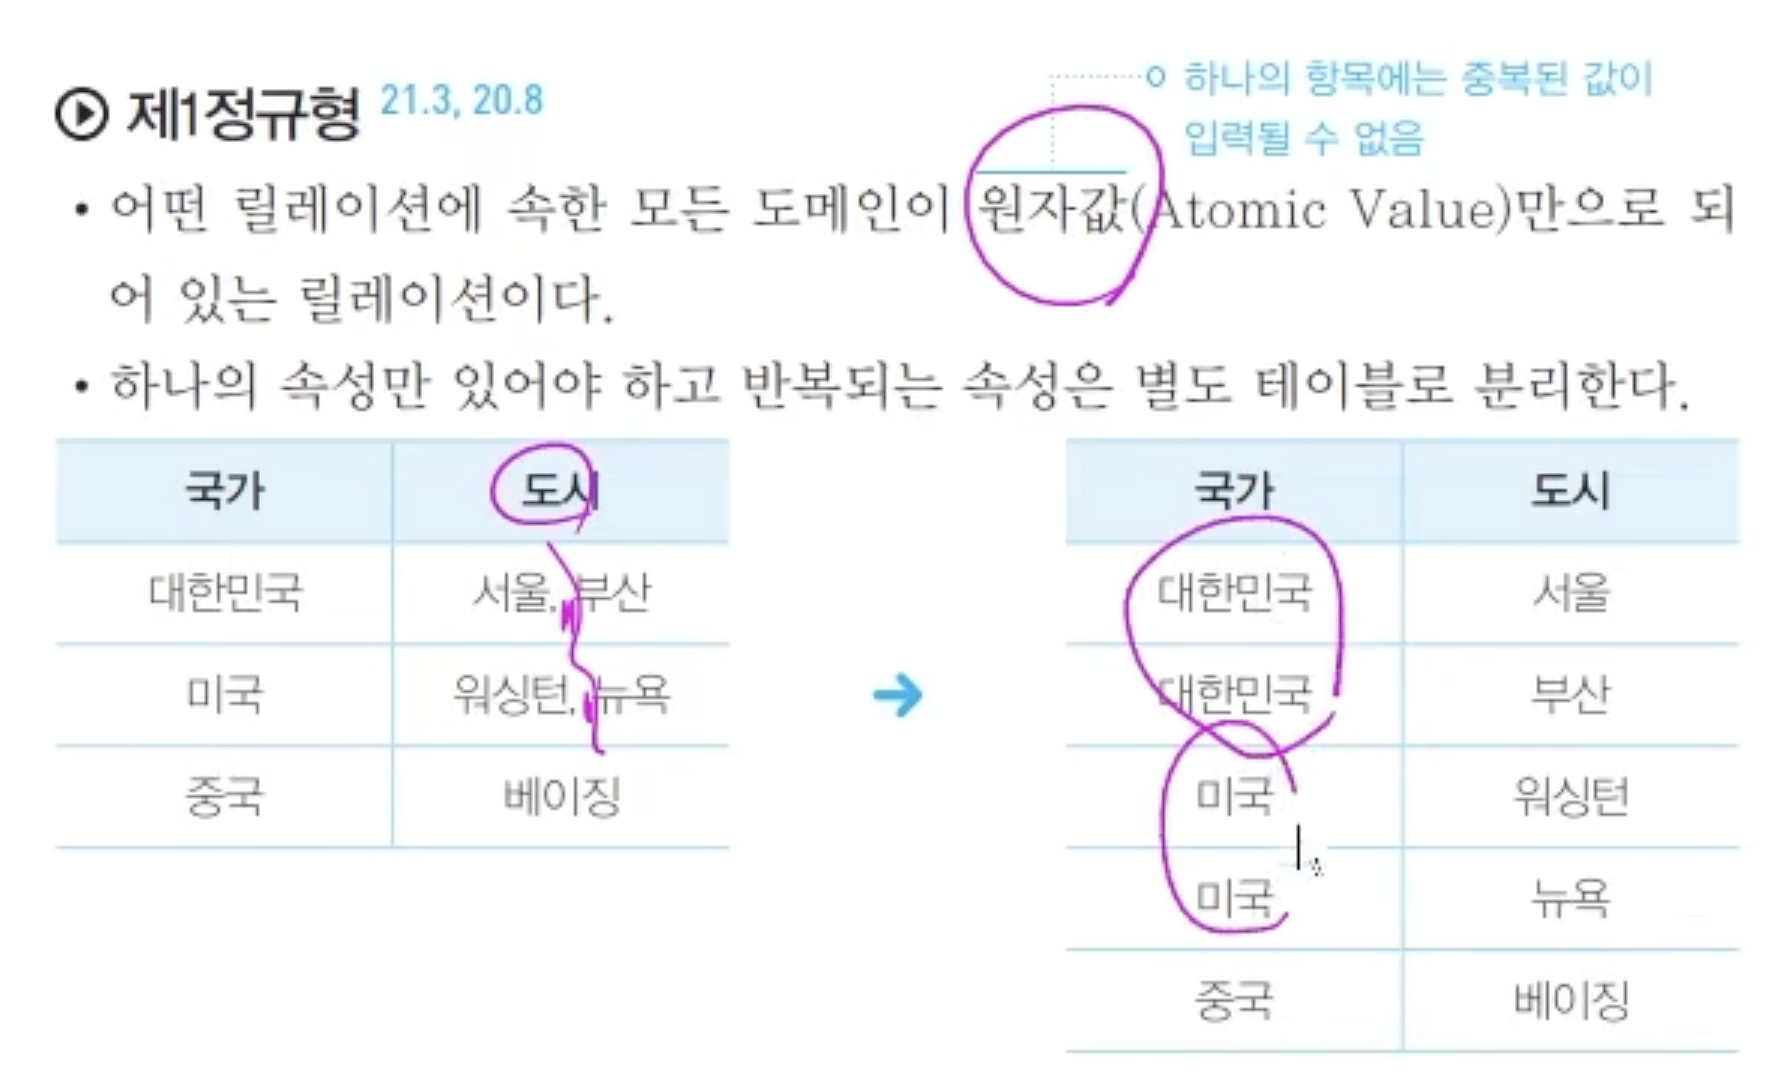 제1정규형 21.3, 20.8
하나의 항목에는 중복된 값이
입력될 수 없음
• 어떤 릴레이션에 속한 모든 도메인이 원자값(Atomic Value)만으로 되
어 있는 릴레이션이다.
• 하나의 속성만 있어야 하고 반복되는 속성은 별도 테이블로 분리한다.
국가 도시
대한민국 서울, 부산
미국 워싱턴, 뉴욕
중국 베이징
국가 도시
대한민국 서울
대한민국 부산
미국 워싱턴
미국 뉴욕
중국 베이징